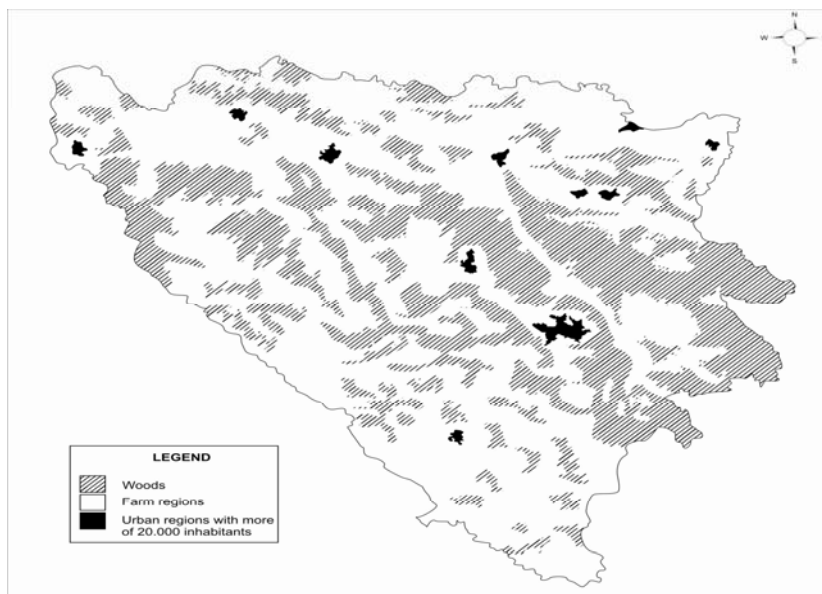 N
W
S
LEGEND
Woods
Farm regions
Urban regions with more
of 20.000 inhabitants